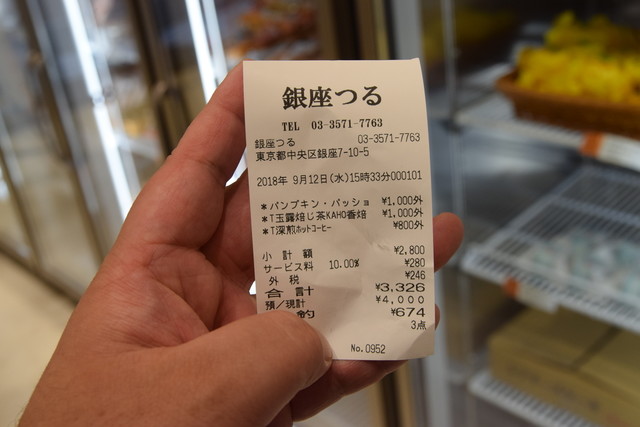 銀座つる
TEL 03-3571-7763
銀座つる 03-3571-7763
東京都中央区銀座7-10-5
2018年 9月12日(水)15時33分000101
*パンプキン・パッショ ¥1,000外
*T玉露焙じ茶KAHO香焙 ¥1,000外
*T深煎ホットコーヒー ¥800外
小計額 ¥2,800
サービス料 10.00% ¥280
外税 ¥246
合計 ¥3,326
預/現計 ¥4,000
釣 ¥674
3点
No.0952